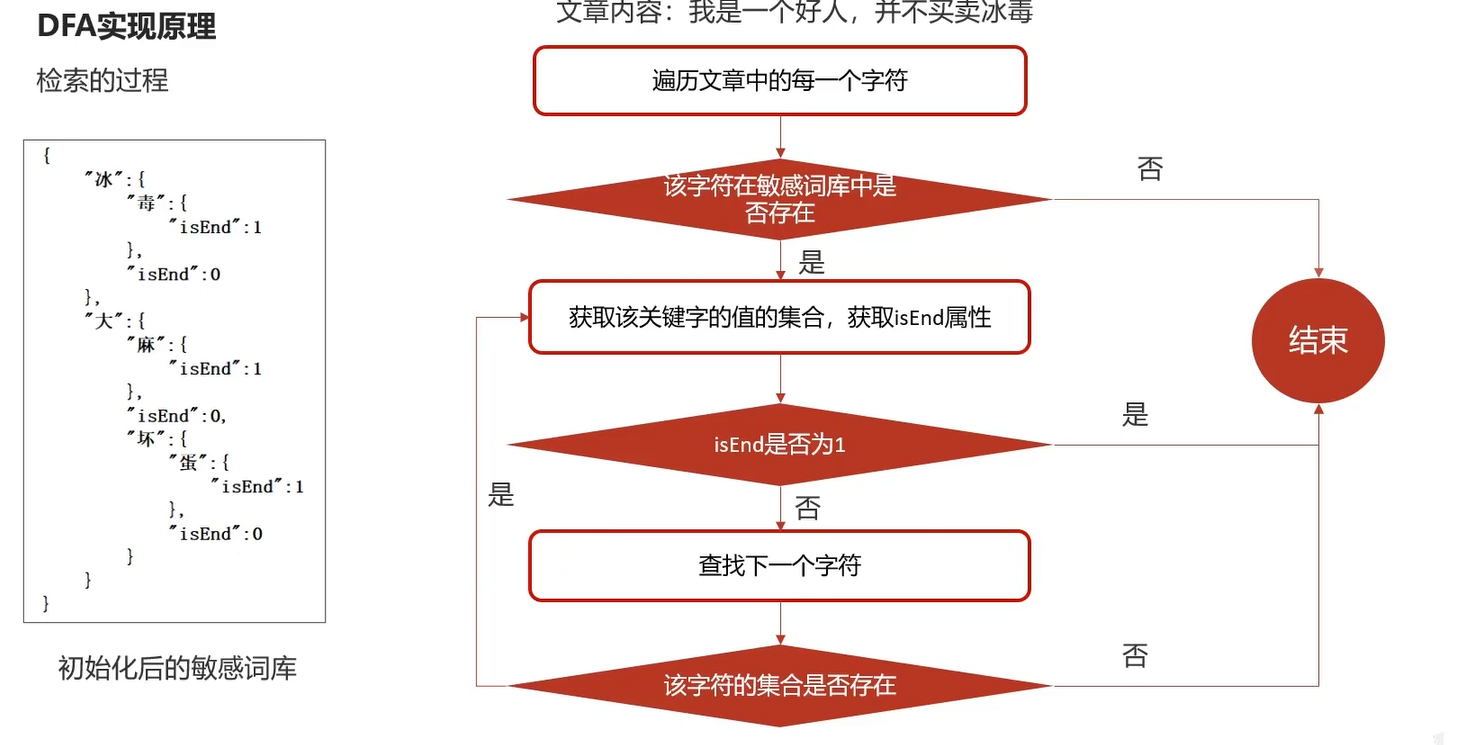 DFA实现原理
检索的过程
{
"冰":{
"毒":{
"isEnd":1
},
"isEnd":0
},
"大":{
"麻":{
"isEnd":1
},
"isEnd":0,
"坏":{
"蛋":{
"isEnd":1
},
"isEnd":0
}
}
}
初始化后的敏感词库
文章内容：我是一个好人，并不买卖冰毒
遍历文章中的每一个字符
该字符在敏感词库中是
否存在
否
是
获取该关键字的值的集合，获取isEnd属性
结束
isEnd是否为1
是
是
否
查找下一个字符
该字符的集合是否存在
否